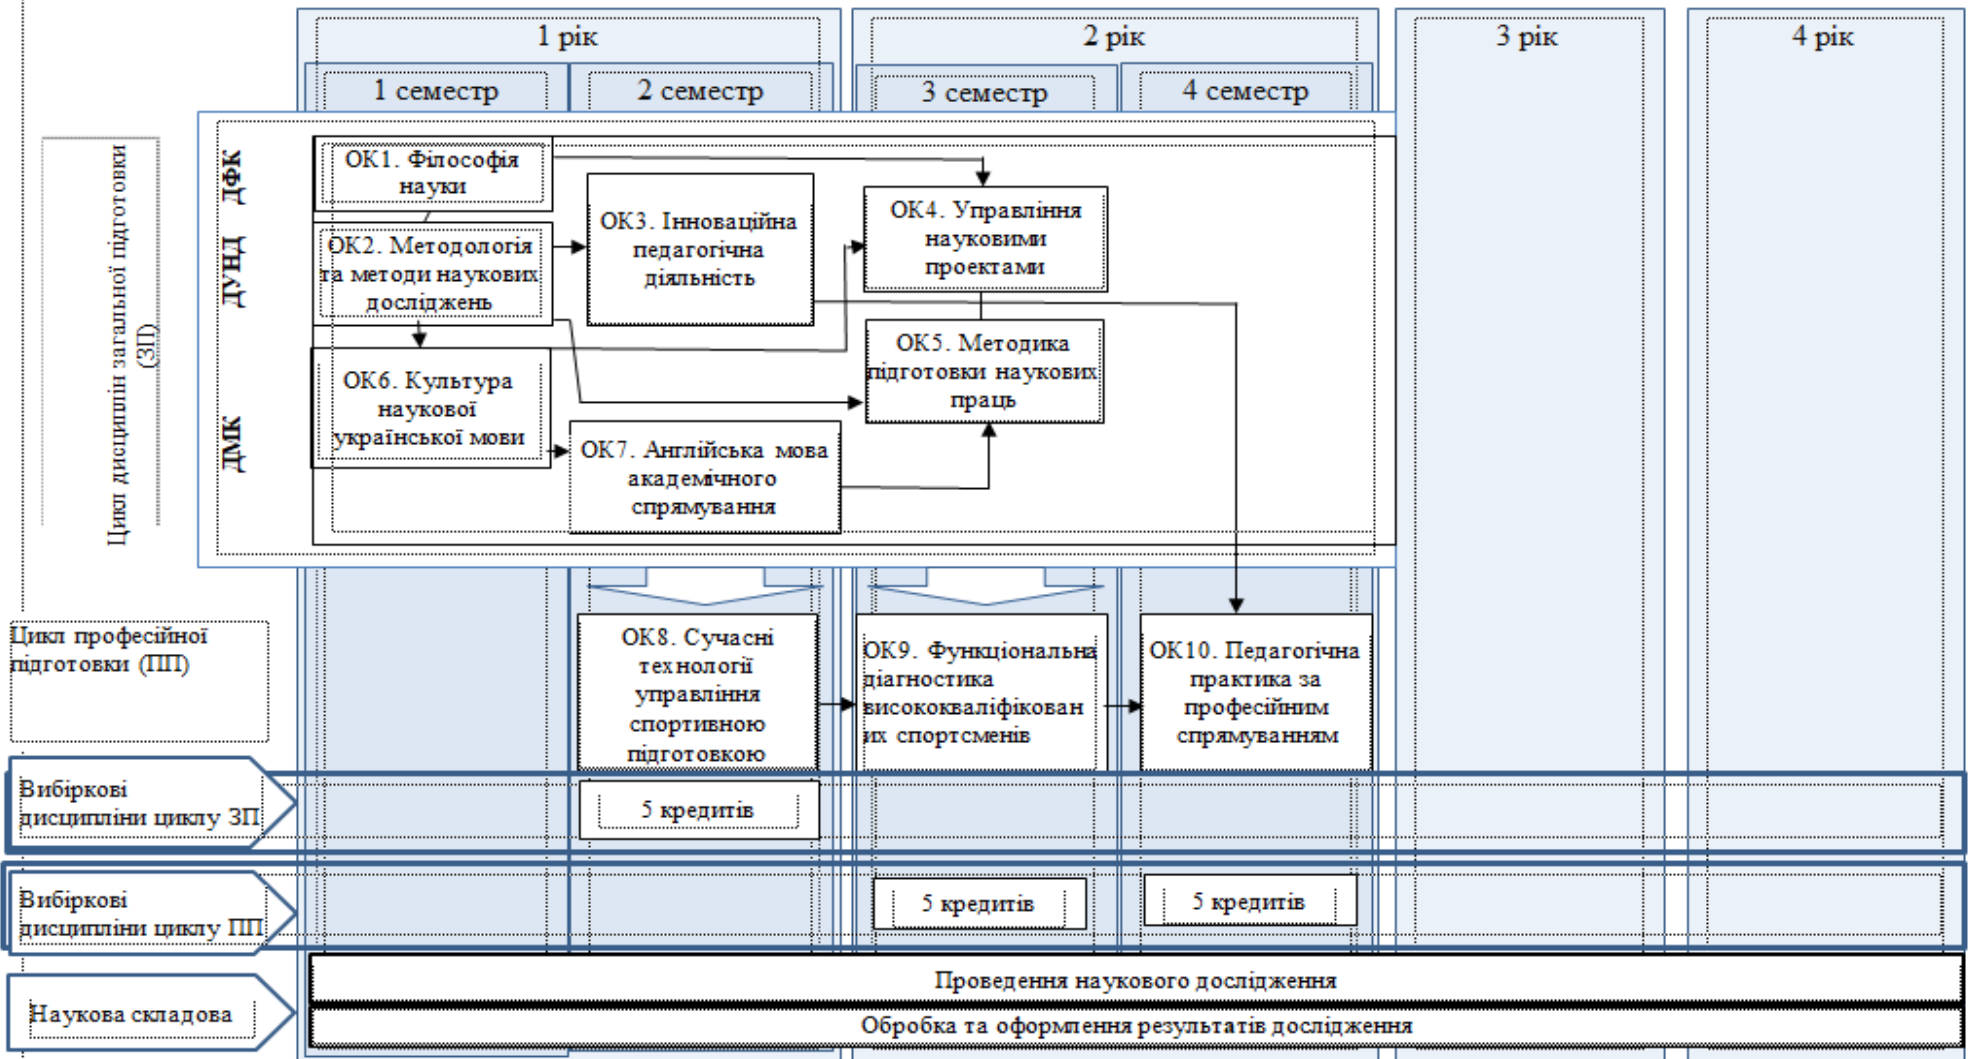 1 рік
2 рік
3 рік
4 рік
1 семестр
2 семестр
3 семестр
4 семестр
Цикл дисциплін загальної підготовки
(ЗП)
ДФК
ДУНД
ДМК
ОК1. Філософія
науки
ОК2. Методологія
та методи наукових
досліджень
ОК6. Культура
наукової
української мови
ОК3. Інноваційна
педагогічна
діяльність
ОК7. Англійська мова
академічного
спрямування
ОК4. Управління
науковими
проектами
ОК5. Методика
підготовки наукових
праць
Цикл професійної
підготовки (ПП)
ОК8. Сучасні
технології
управління
спортивною
підготовкою
ОК9. Функціональна
діагностика
висококваліфікован
их спортсменів
ОК10. Педагогічна
практика за
професійним
спрямуванням
Вибіркові
дисципліни циклу ЗП
5 кредитів
Вибіркові
дисципліни циклу ПП
5 кредитів
5 кредитів
Наукова складова
Проведення наукового дослідження
Обробка та оформлення результатів дослідження